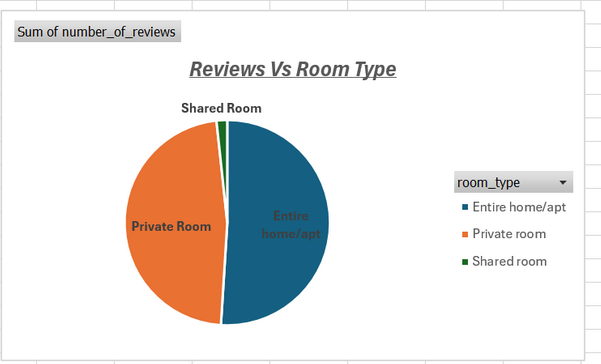 Sum of number_of_reviews
Reviews Vs Room Type
Shared Room
Private Room
Entire
home/apt
room_type
Entire home/apt
Private room
Shared room